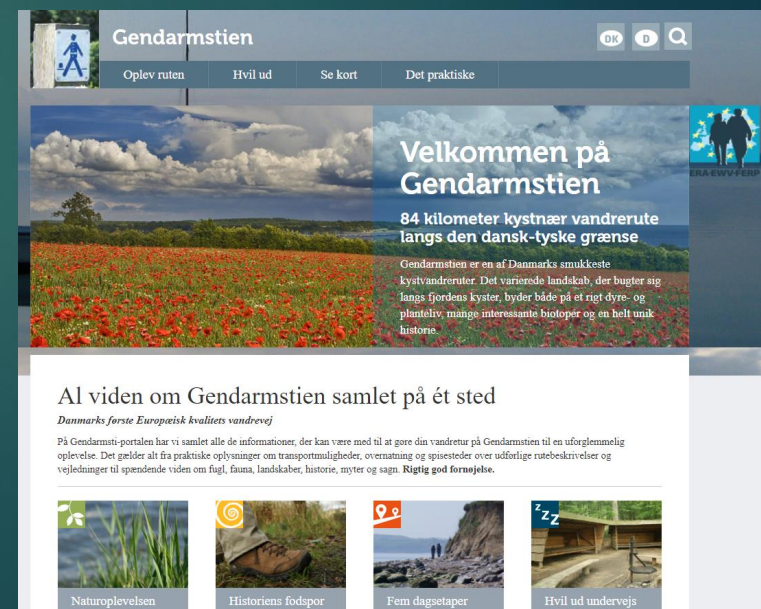 Gendarmstien
DK
D
Oplev ruten
Hvil ud
Se kort
Det praktiske
Velkommen på
Gendarmstien
84 kilometer kystnær vandrerute
langs den dansk-tyske grænse
Gendarmstien er en af Danmarks smukkeste
kystvandreruter. Det varierede landskab, der bugter sig
langs fjordens kyster, byder både på et rigt dyre- og
planteliv, mange interessante biotoper og en helt unik
historie.
ERA-EWV-FERP
Al viden om Gendarmstien samlet på ét sted
Danmarks første Europæisk kvalitets vandrevej
På Gendarmsti-portalen har vi samlet alle de informationer, der kan være med til at gøre din vandretur på Gendarmstien til en uforglemmelig
oplevelse. Det gælder alt fra praktiske oplysninger om transportmuligheder, overnatning og spisesteder over udførlige rutebeskrivelser og
vejledninger til spændende viden om fugl, fauna, landskaber, historie, myter og sagn. Rigtig god fornøjelse.
zzz
Naturoplevelsen
Historiens fodspor
Fem dagsetaper
Hvil ud undervejs